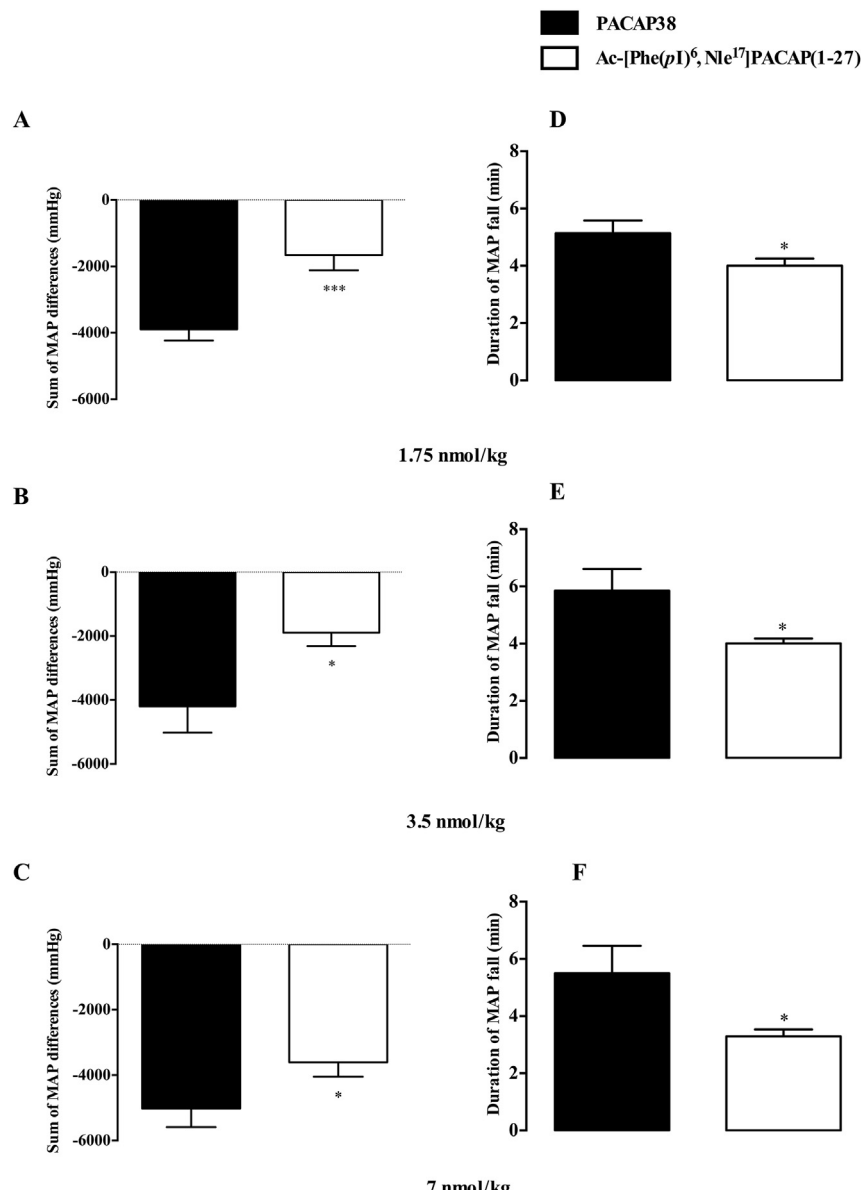 PACAP38
Ac-[Phe(pI)⁶, Nle¹⁷]PACAP(1-27)
A
Sum of MAP differences (mmHg)
0
-2000
-4000
-6000
***
D
Duration of MAP fall (min)
8
6
4
2
0
*
1.75 nmol/kg
B
Sum of MAP differences (mmHg)
0
-2000
-4000
-6000
*
E
Duration of MAP fall (min)
8
6
4
2
0
*
3.5 nmol/kg
C
Sum of MAP differences (mmHg)
0
-2000
-4000
-6000
*
F
Duration of MAP fall (min)
8
6
4
2
0
*
7 nmol/kg